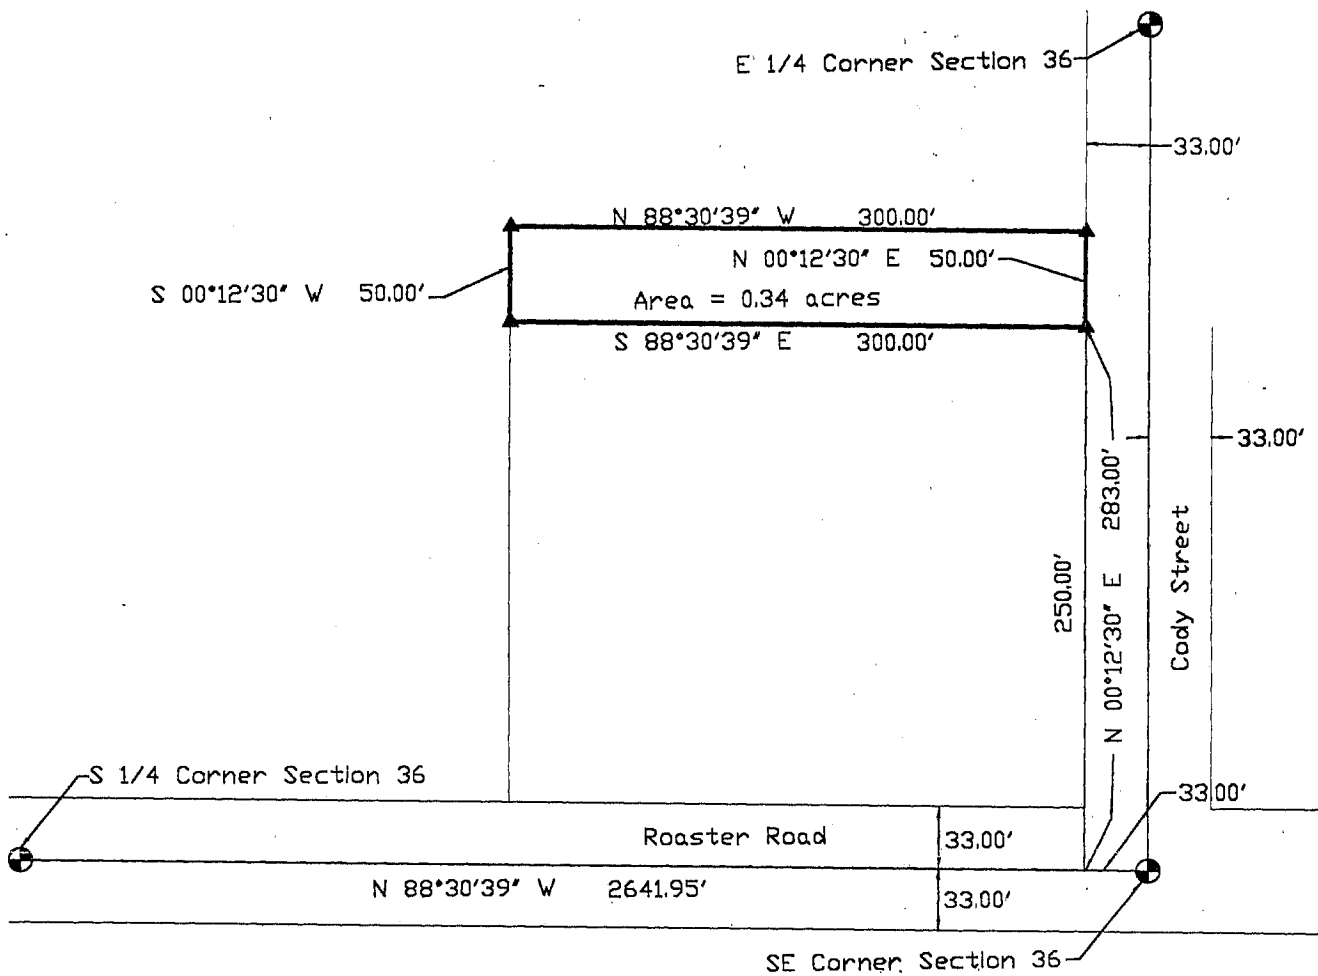 E 1/4 Corner Section 36
33.00'
N 88°30'39" W 300.00'
N 00°12'30" E 50.00'
S 00°12'30" W 50.00'
Area = 0.34 acres
S 88°30'39" E 300.00'
33.00'
250.00'
N 00°12'30" E 283.00'
Cody Street
S 1/4 Corner Section 36
33.00'
Roaster Road
33.00'
N 88°30'39" W 2641.95'
33.00'
SE Corner Section 36